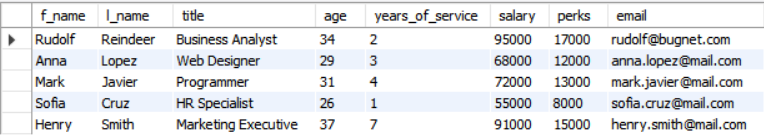 f_name l_name title age years_of_service salary perks email
Rudolf Reindeer Business Analyst 34 2 95000 17000 rudolf@bugnet.com
Anna Lopez Web Designer 29 3 68000 12000 anna.lopez@mail.com
Mark Javier Programmer 31 4 72000 13000 mark.javier@mail.com
Sofia Cruz HR Specialist 26 1 55000 8000 sofia.cruz@mail.com
Henry Smith Marketing Executive 37 7 91000 15000 henry.smith@mail.com